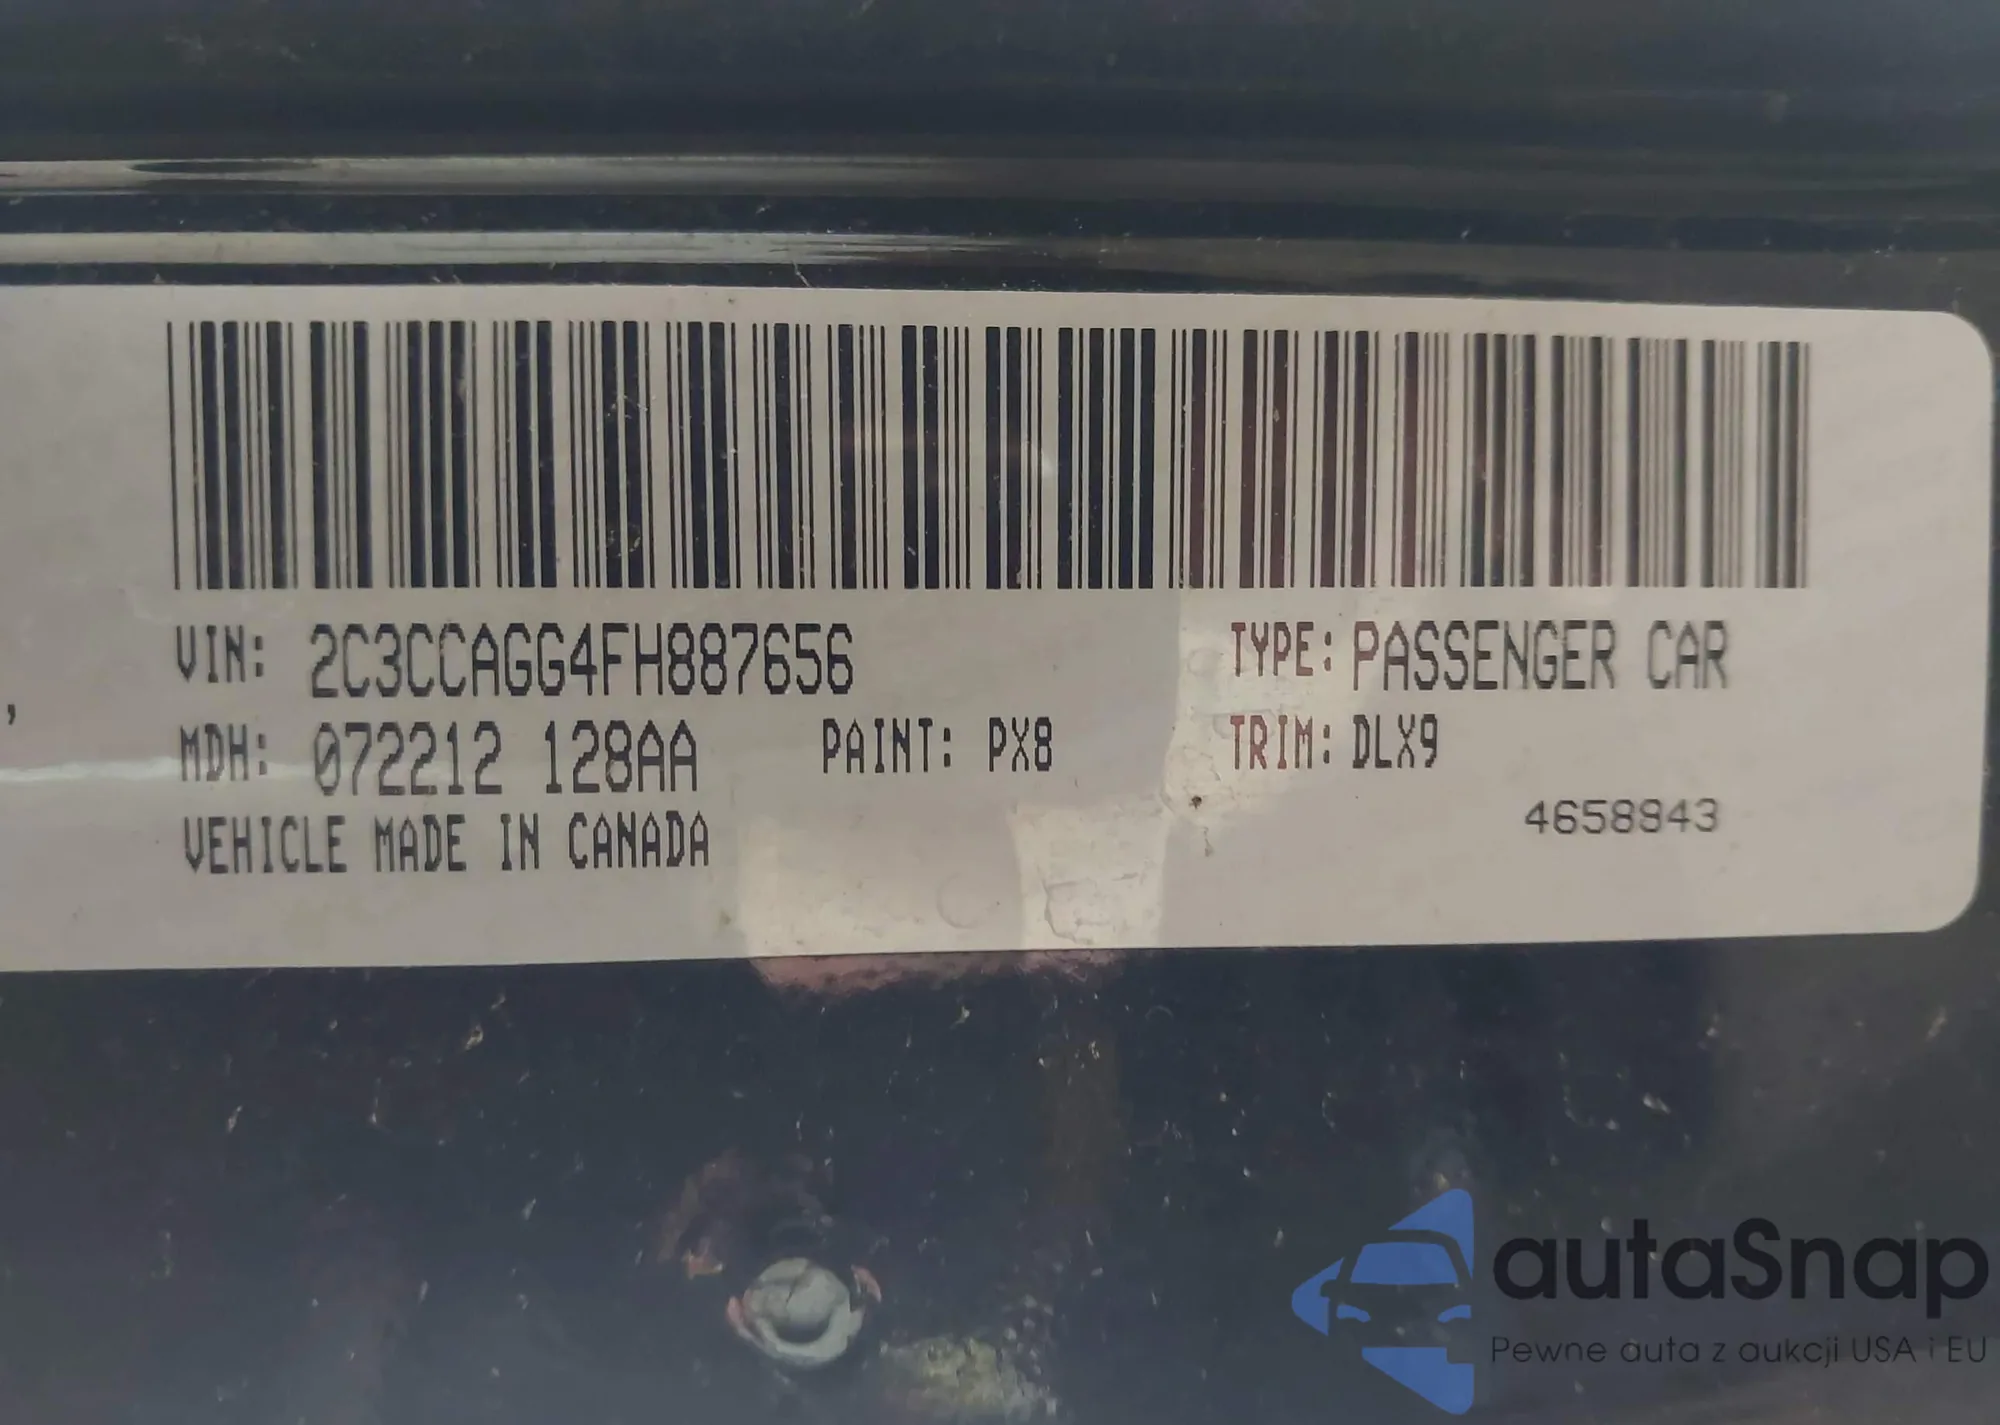 VIN: 2C3CCAGG4FH887656 TYPE: PASSENGER CAR
MDH: 072212 128AA PAINT: PX8 TRIM: DLX9
VEHICLE MADE IN CANADA 4658943
autaSnap
Pewne auta z aukcji USA i EU